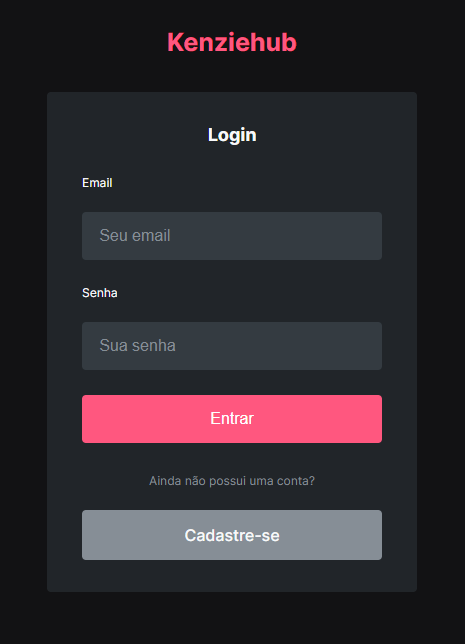 Kenziehub
Login
Email
Seu email
Senha
Sua senha
Entrar
Ainda não possui uma conta?
Cadastre-se